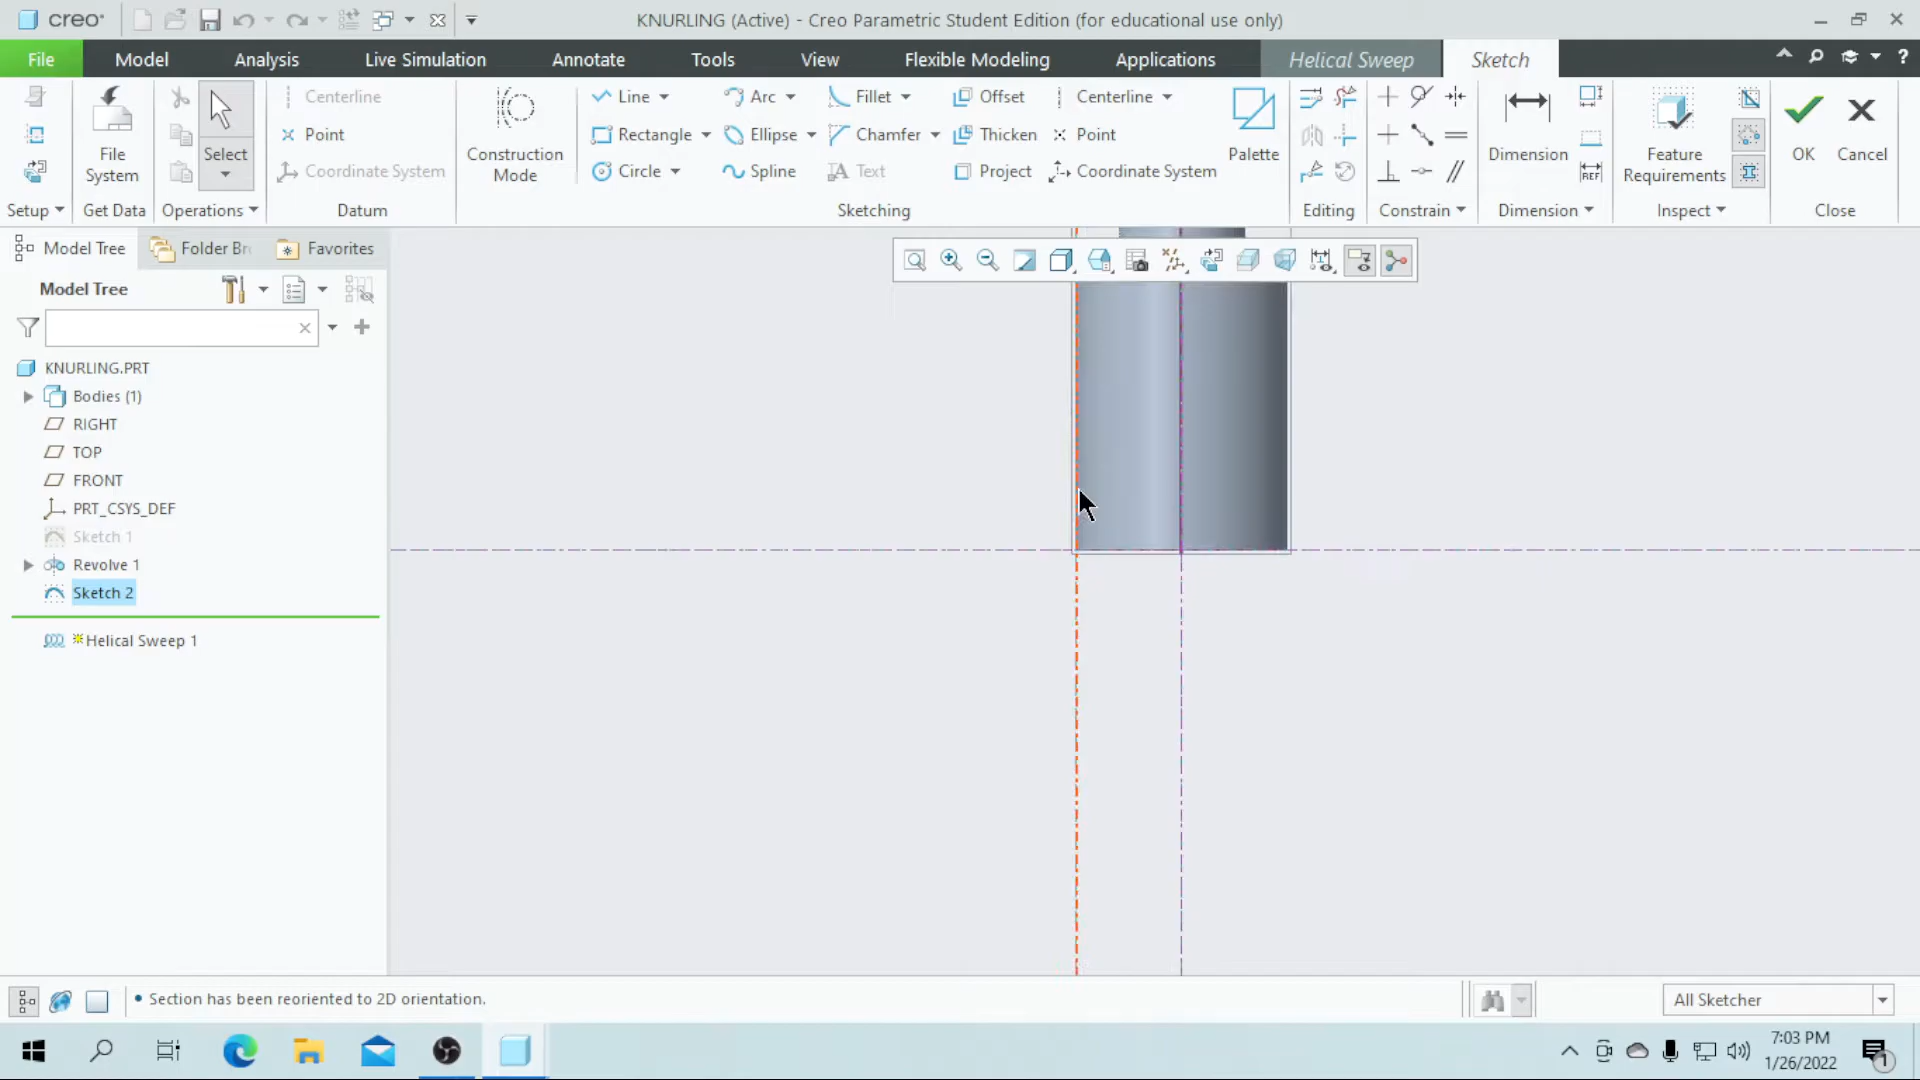 creo® KNURLING (Active) - Creo Parametric Student Edition (for educational use only)
File Model Analysis Live Simulation Annotate Tools View Flexible Modeling Applications Helical Sweep Sketch ?
File System
Select
Centerline
Point
Coordinate System
Construction Mode
Line Arc Fillet Offset Centerline
Rectangle Ellipse Chamfer Thicken Point
Circle Spline Text Project Coordinate System
Palette
Dimension
Feature Requirements
OK Cancel
Setup Get Data Operations Datum Sketching Editing Constrain Dimension Inspect Close
Model Tree Folder Br Favorites
Model Tree
KNURLING.PRT
Bodies (1)
RIGHT
TOP
FRONT
PRT_CSYS_DEF
Sketch 1
Revolve 1
Sketch 2
Helical Sweep 1
• Section has been reoriented to 2D orientation.
All Sketcher
7:03 PM
1/26/2022
1